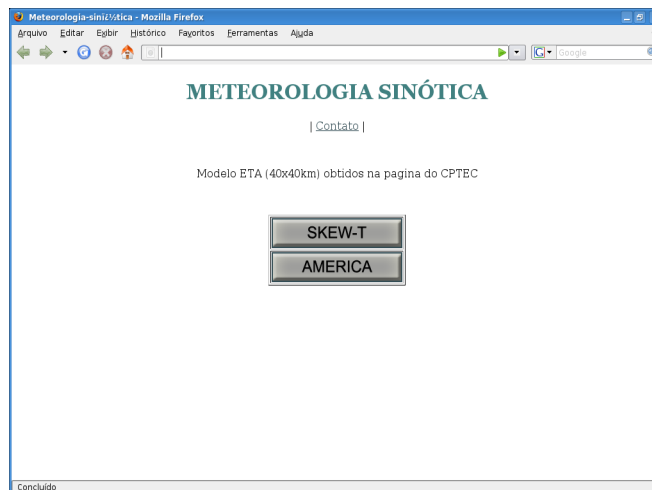 Meteorologia-siniï¿½tica - Mozilla Firefox
Arquivo Editar Exibir Histórico Favoritos Ferramentas Ajuda
G Google
METEOROLOGIA SINÓTICA
| Contato |
Modelo ETA (40x40km) obtidos na pagina do CPTEC
SKEW-T
AMERICA
Concluído